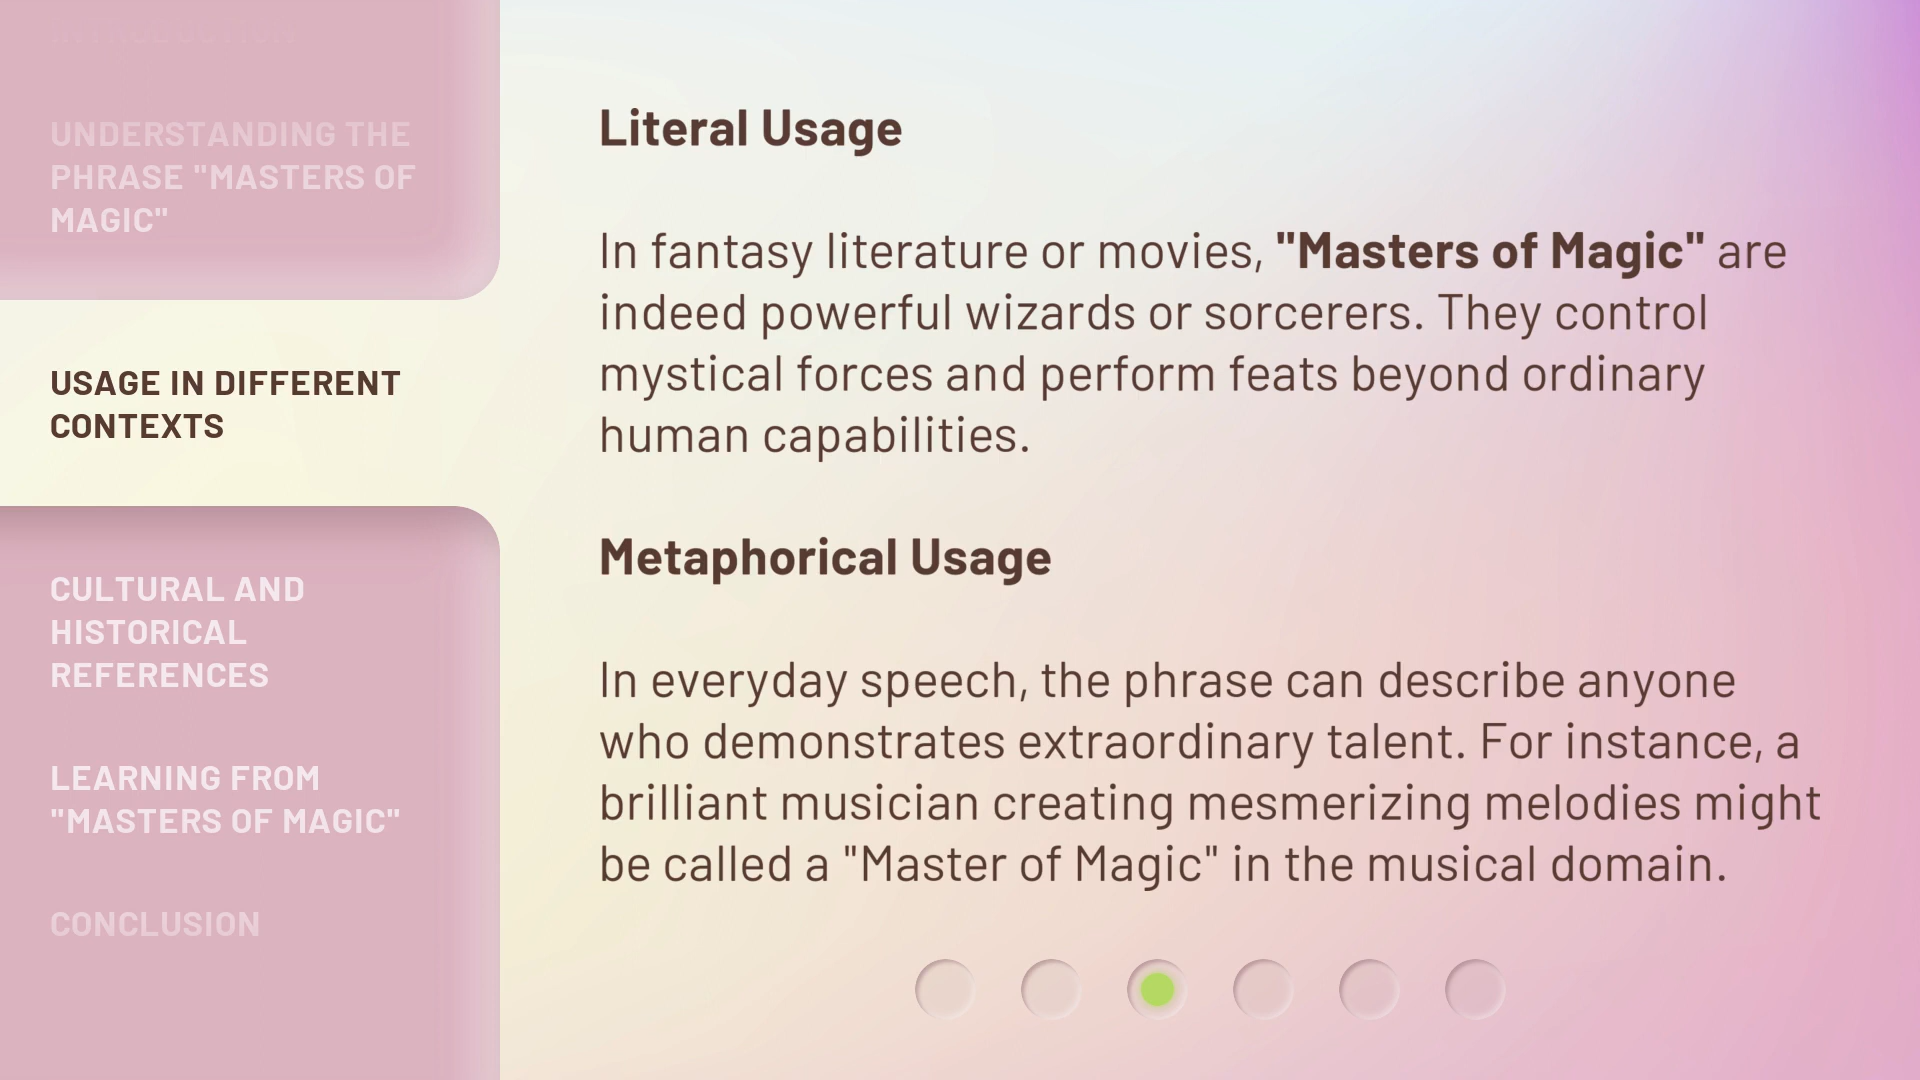 INTRODUCTION
UNDERSTANDING THE
PHRASE "MASTERS OF
MAGIC"
USAGE IN DIFFERENT
CONTEXTS
CULTURAL AND
HISTORICAL
REFERENCES
LEARNING FROM
"MASTERS OF MAGIC"
CONCLUSION
Literal Usage
In fantasy literature or movies, "Masters of Magic" are
indeed powerful wizards or sorcerers. They control
mystical forces and perform feats beyond ordinary
human capabilities.
Metaphorical Usage
In everyday speech, the phrase can describe anyone
who demonstrates extraordinary talent. For instance, a
brilliant musician creating mesmerizing melodies might
be called a "Master of Magic" in the musical domain.